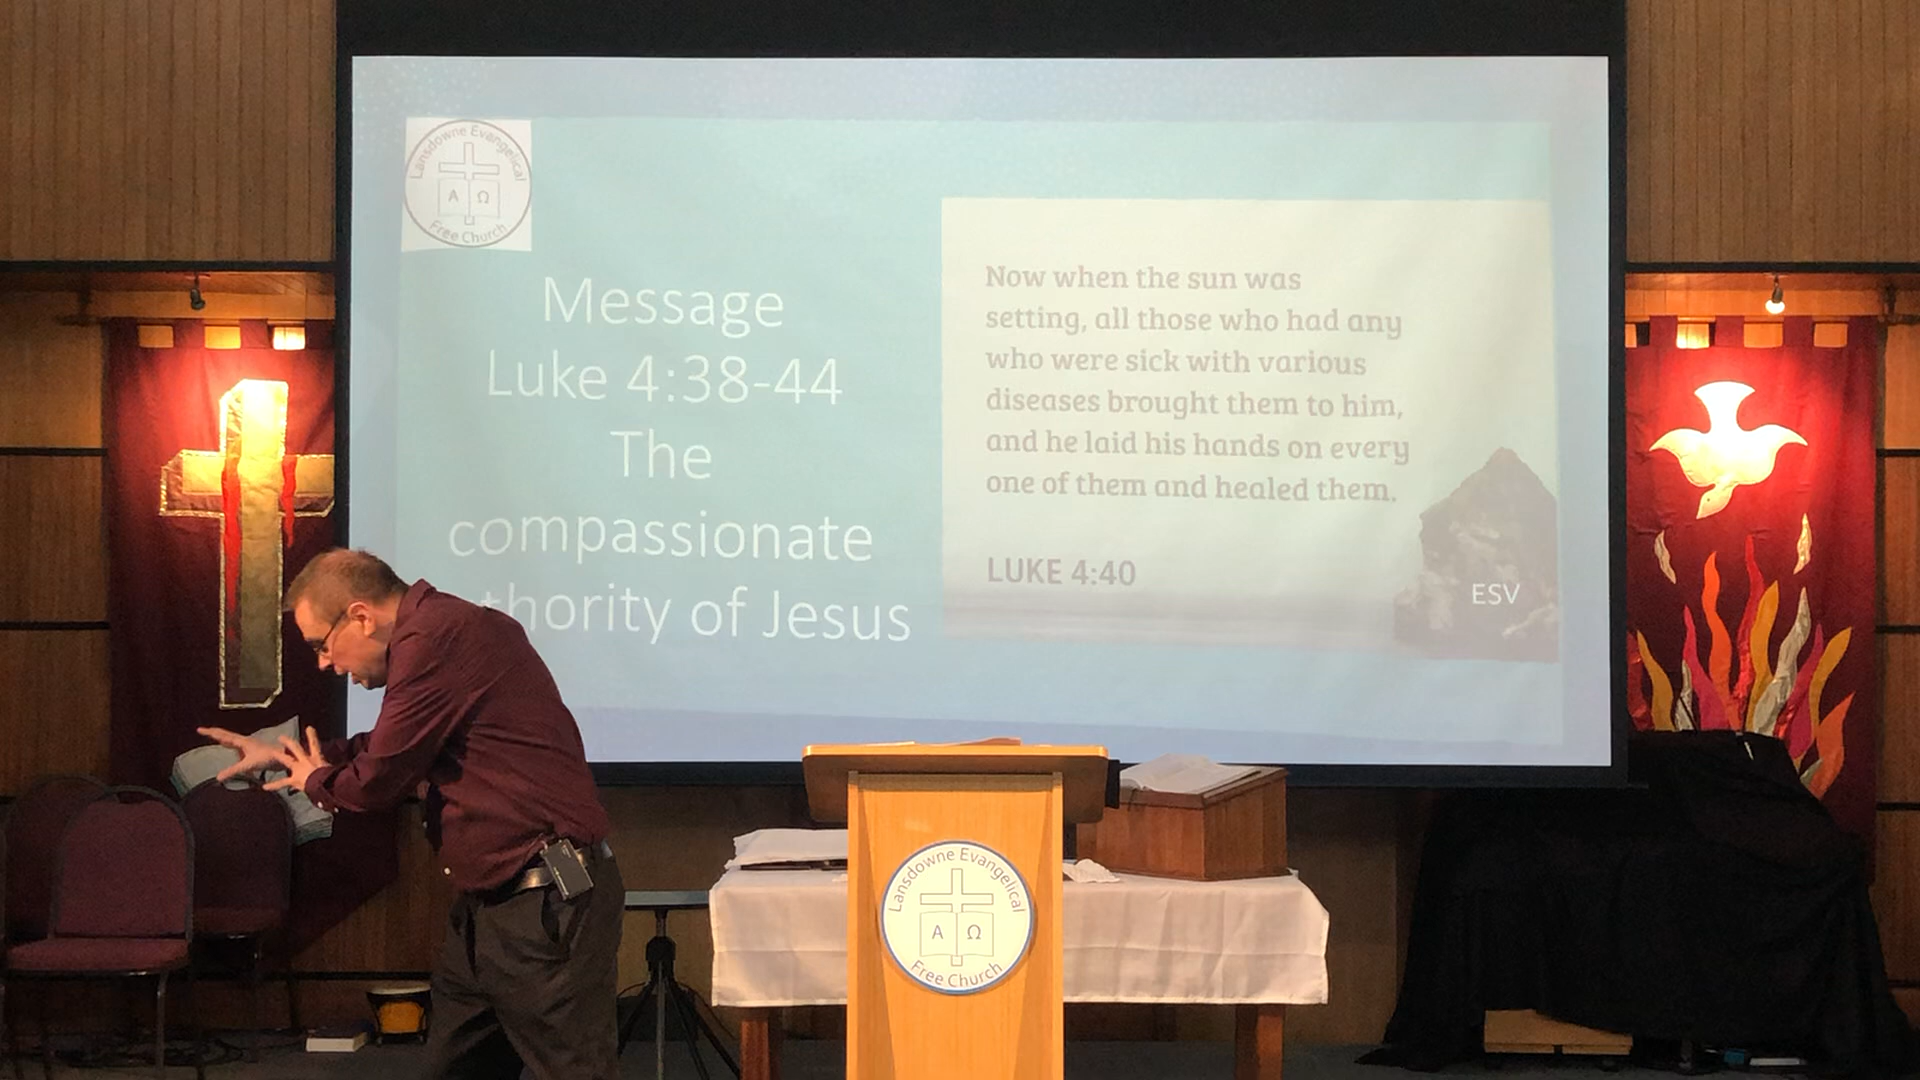 Lansdowne Evangelical
A Ω
Free Church
Message
Luke 4:38-44
The
compassionate
thority of Jesus
Now when the sun was
setting, all those who had any
who were sick with various
diseases brought them to him,
and he laid his hands on every
one of them and healed them.
LUKE 4:40
ESV
Lansdowne Evangelical
A Ω
Free Church